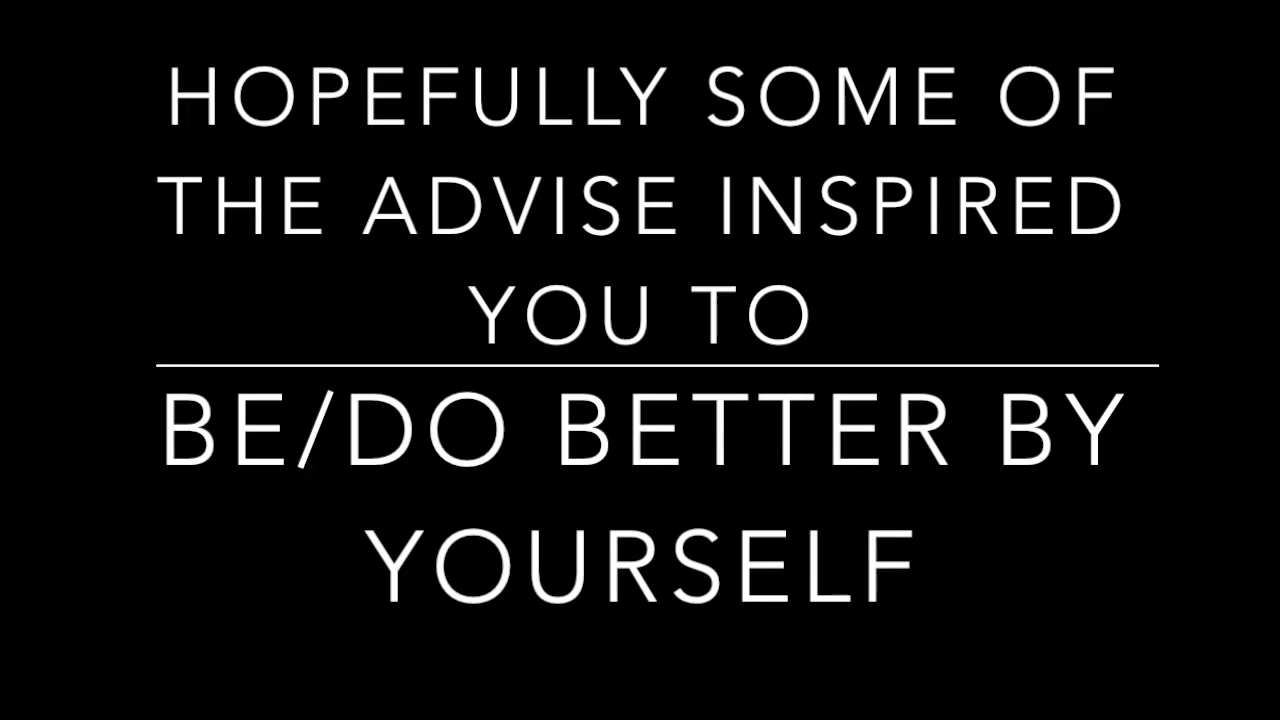 HOPEFULLY SOME OF
THE ADVISE INSPIRED
YOU TO
BE/DO BETTER BY
YOURSELF